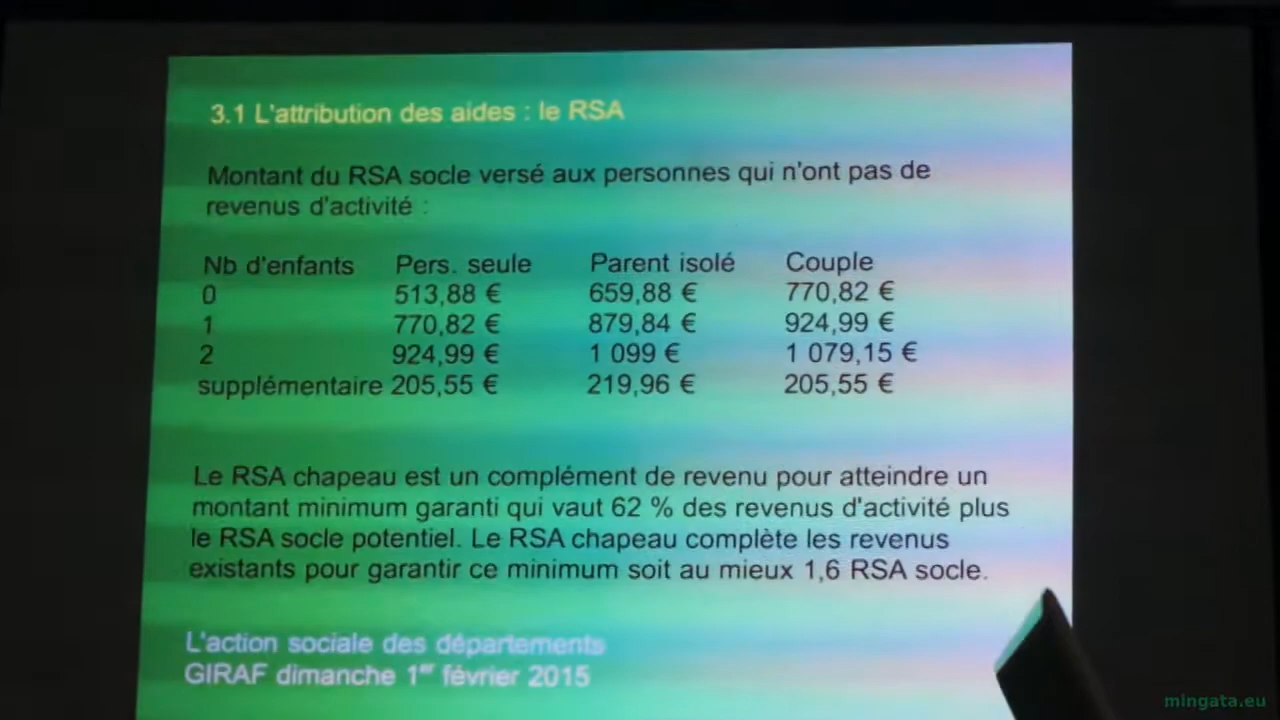 3.1 L'attribution des aides : le RSA
Montant du RSA socle versé aux personnes qui n'ont pas de
revenus d'activité :
Nb d'enfants Pers. seule Parent isolé Couple
0 513,88 € 659,88 € 770,82 €
1 770,82 € 879,84 € 924,99 €
2 924,99 € 1 099 € 1 079,15 €
supplémentaire 205,55 € 219,96 € 205,55 €
Le RSA chapeau est un complément de revenu pour atteindre un
montant minimum garanti qui vaut 62 % des revenus d'activité plus
le RSA socle potentiel. Le RSA chapeau complète les revenus
existants pour garantir ce minimum soit au mieux 1,6 RSA socle.
L'action sociale des départements
GIRAF dimanche 1er février 2015
mingata.eu